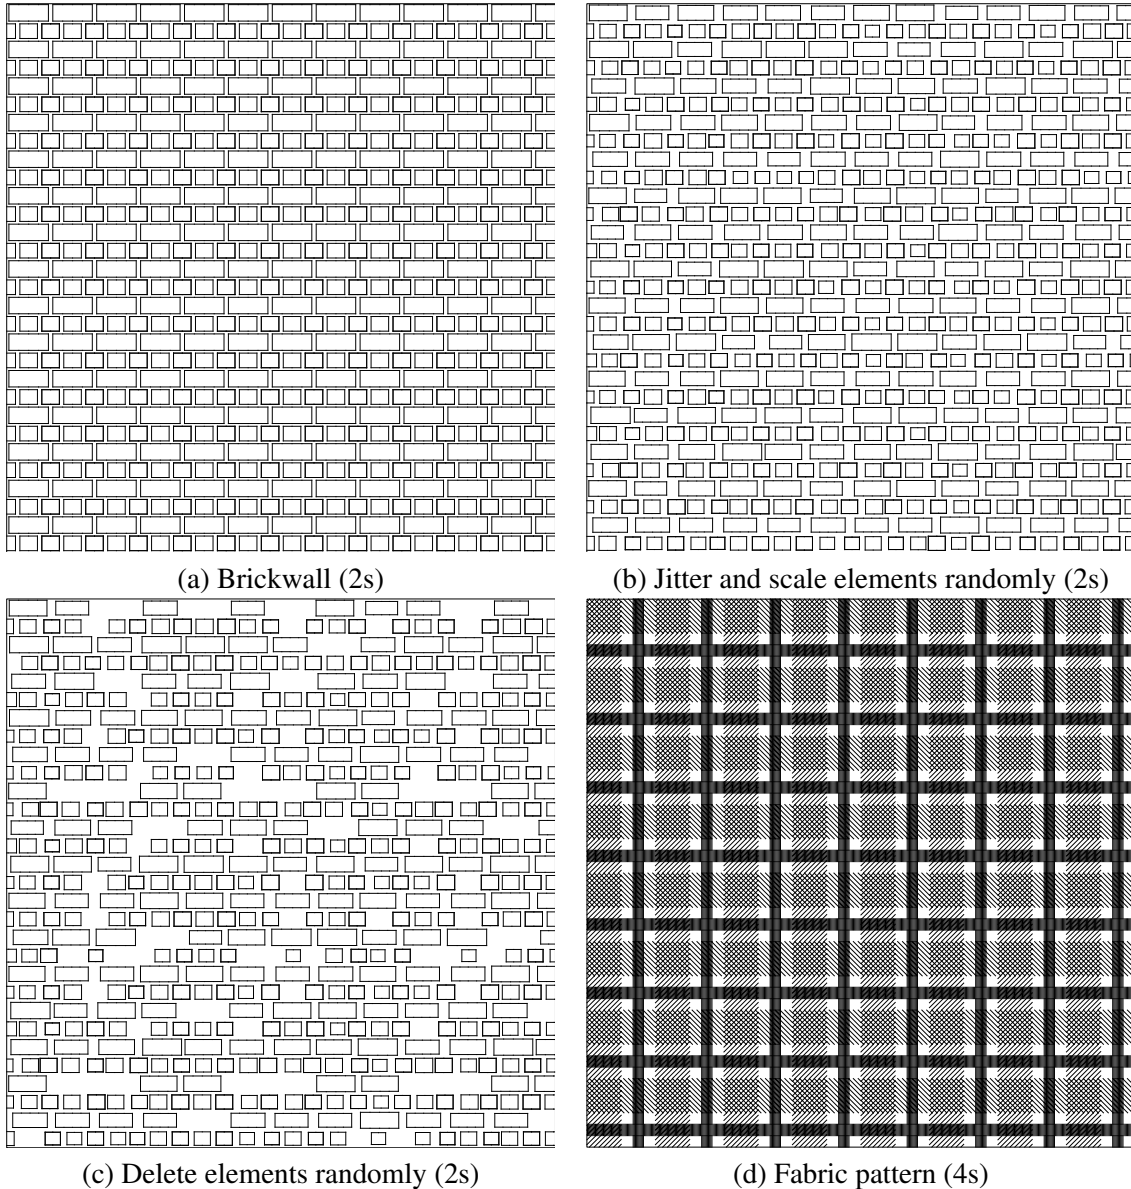 (a) Brickwall (2s)
(b) Jitter and scale elements randomly (2s)
(c) Delete elements randomly (2s)
(d) Fabric pattern (4s)